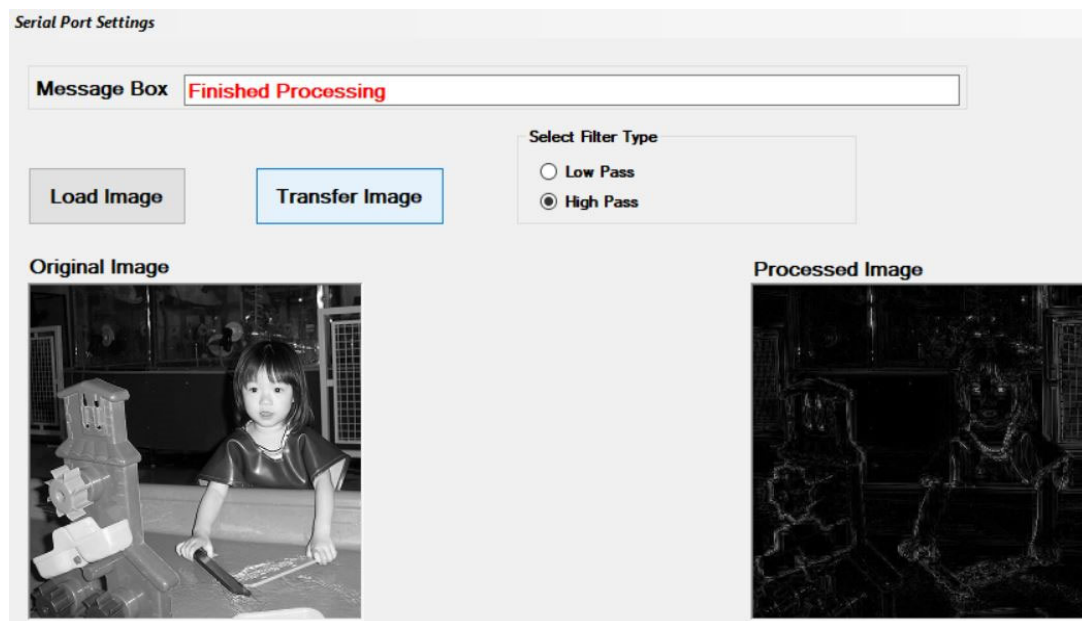 Serial Port Settings
Message Box Finished Processing
Select Filter Type
Low Pass
High Pass
Load Image Transfer Image
Original Image
Processed Image